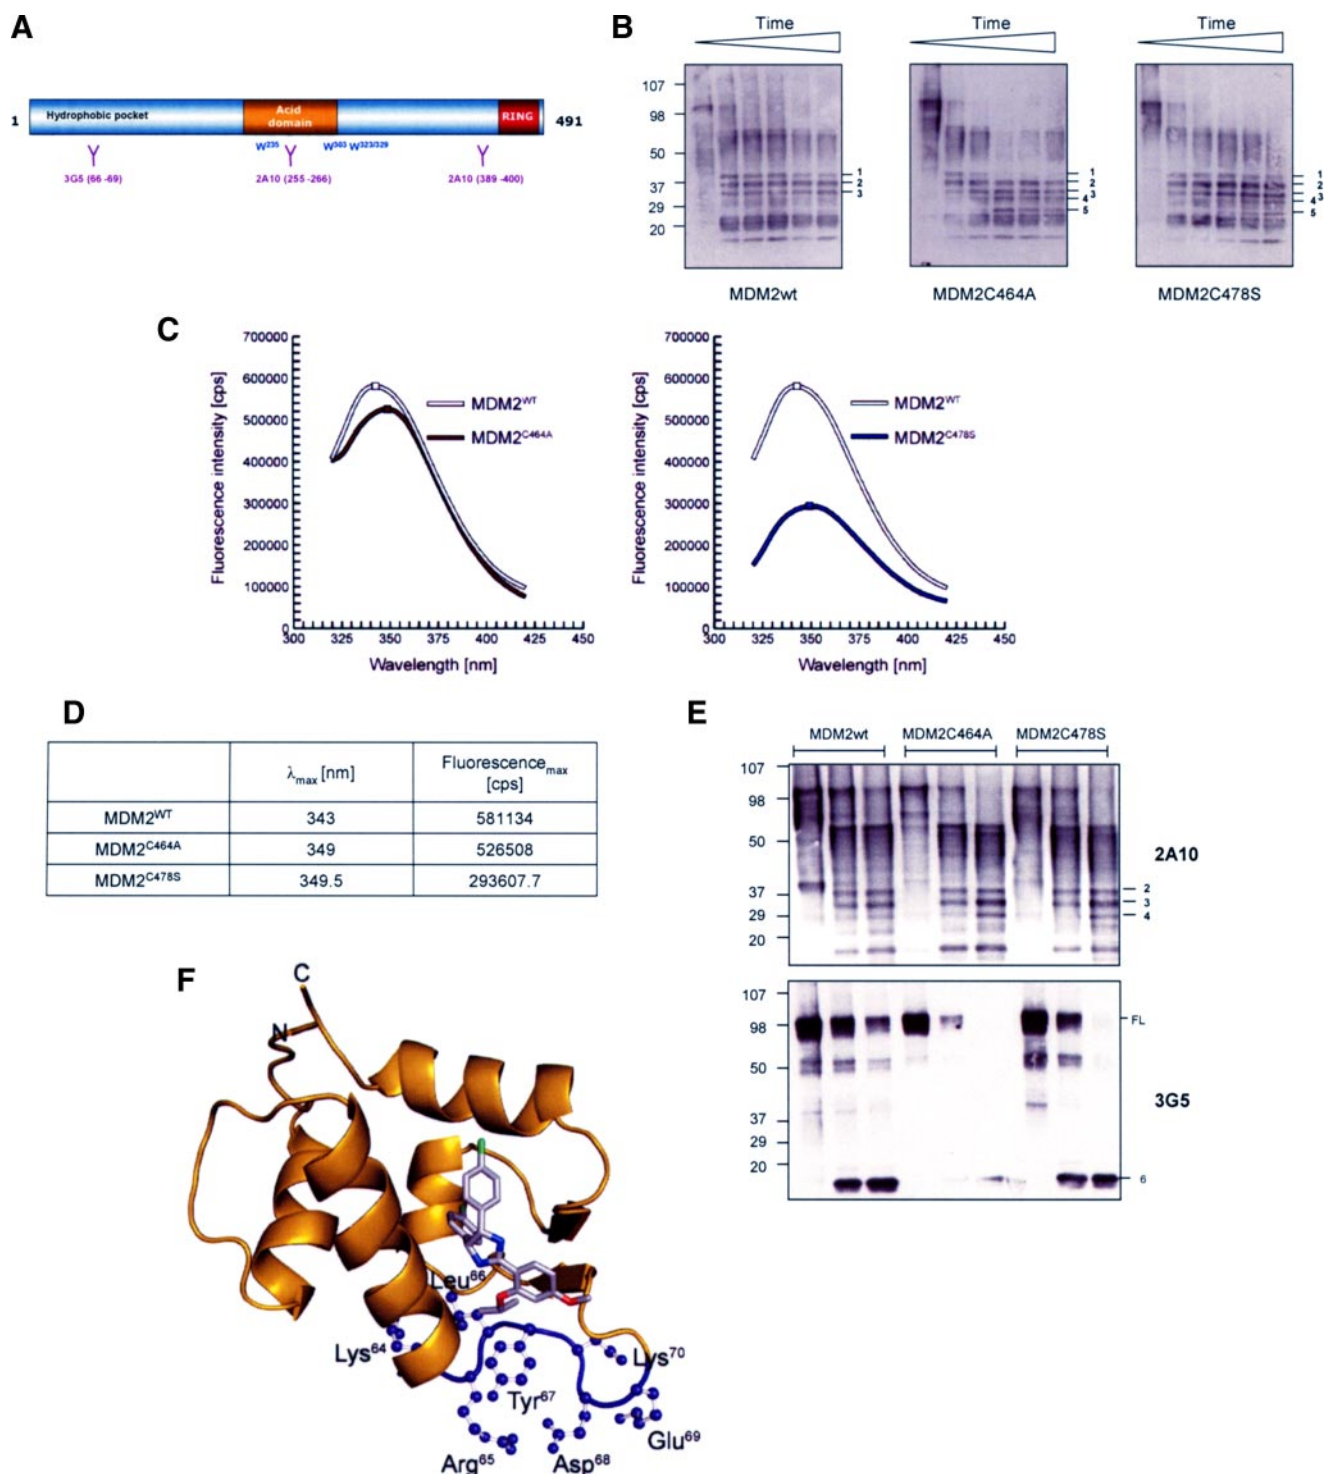 A
Hydrophobic pocket
Acid
domain
RING
1
491
W235
W303 W323/329
3G5 (66 -69)
2A10 (255 -266)
2A10 (389 -400)
B
Time
Time
Time
107
98
50
37
29
20
1
2
3
1
2
3
4
5
1
2
3
4
5
MDM2wt
MDM2C464A
MDM2C478S
C
Fluorescence intensity [cps]
700000
600000
500000
400000
300000
200000
100000
0
300
325
350
375
400
425
450
Wavelength [nm]
MDM2WT
MDM2C464A
Fluorescence intensity [cps]
700000
600000
500000
400000
300000
200000
100000
0
300
325
350
375
400
425
450
Wavelength [nm]
MDM2WT
MDM2C478S
D
λmax [nm]
Fluorescencemax
[cps]
MDM2WT 343 581134
MDM2C464A 349 526508
MDM2C478S 349.5 293607.7
E
MDM2wt
MDM2C464A
MDM2C478S
107
98
50
37
29
20
2
3
4
2A10
107
98
50
37
29
20
FL
6
3G5
F
C
N
Leu66
Lys64
Lys70
Tyr67
Glu69
Arg65
Asp68